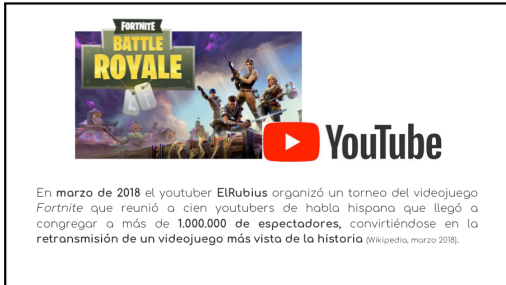 FORTNITE
BATTLE
ROYALE
YouTube
En marzo de 2018 el youtuber ElRubius organizó un torneo del videojuego
Fortnite que reunió a cien youtubers de habla hispana que llegó a
congregar a más de 1.000.000 de espectadores, convirtiéndose en la
retransmisión de un videojuego más vista de la historia (Wikipedia, marzo 2018).